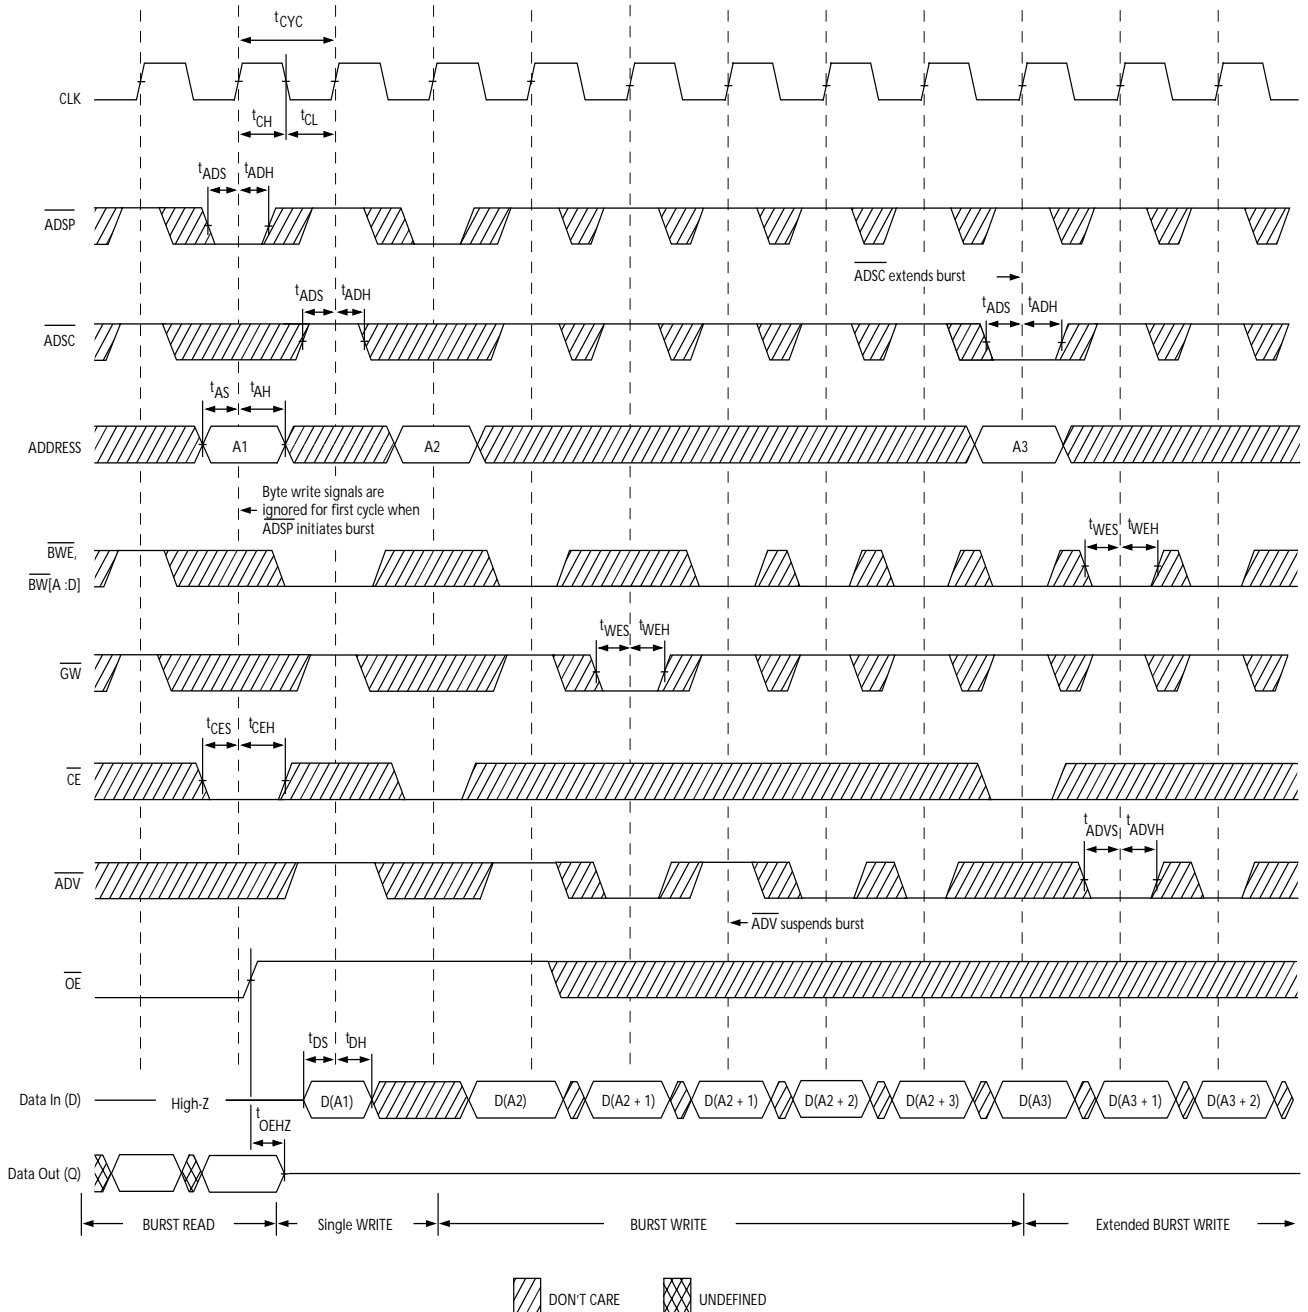 tCYC
CLK
tCH
tCL
tADS
tADH
ADSP
ADSC extends burst
tADS
tADH
tADS
tADH
ADSC
tAS
tAH
ADDRESS
A1
A2
A3
Byte write signals are
ignored for first cycle when
ADSP initiates burst
tWES
tWEH
BWE,
BW[A :D]
tWES
tWEH
GW
tCES
tCEH
CE
tADVS
tADVH
ADV
ADV suspends burst
OE
tDS
tDH
Data In (D)
High-Z
D(A1)
D(A2)
D(A2 + 1)
D(A2 + 1)
D(A2 + 2)
D(A2 + 3)
D(A3)
D(A3 + 1)
D(A3 + 2)
tOEHZ
Data Out (Q)
BURST READ
Single WRITE
BURST WRITE
Extended BURST WRITE
DON'T CARE
UNDEFINED